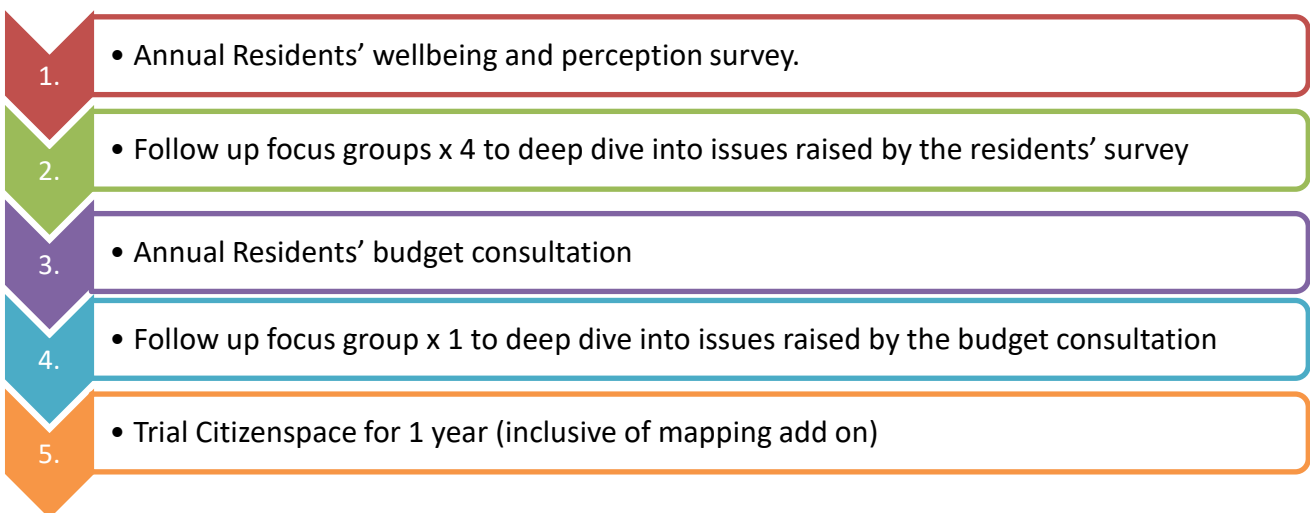 1.
• Annual Residents’ wellbeing and perception survey.
2.
• Follow up focus groups x 4 to deep dive into issues raised by the residents’ survey
3.
• Annual Residents’ budget consultation
4.
• Follow up focus group x 1 to deep dive into issues raised by the budget consultation
5.
• Trial Citizenspace for 1 year (inclusive of mapping add on)